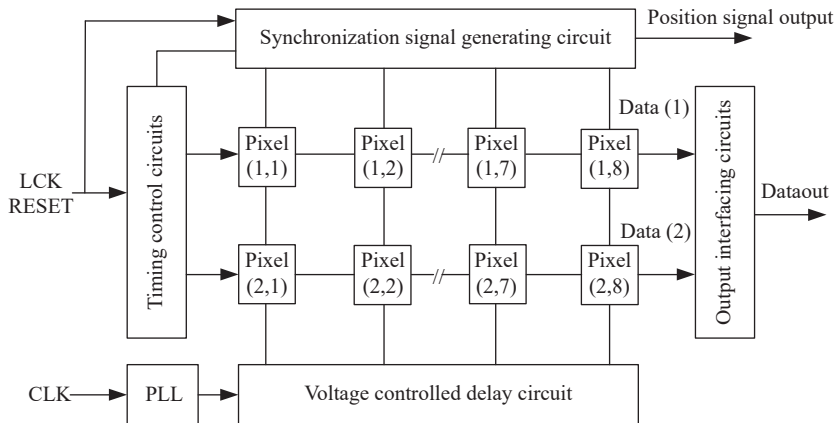 Synchronization signal generating circuit
Position signal output
Timing control circuits
LCK
RESET
Pixel
(1,1)
Pixel
(1,2)
//
Pixel
(1,7)
Pixel
(1,8)
Data (1)
Pixel
(2,1)
Pixel
(2,2)
//
Pixel
(2,7)
Pixel
(2,8)
Data (2)
Output interfacing circuits
Dataout
CLK
PLL
Voltage controlled delay circuit